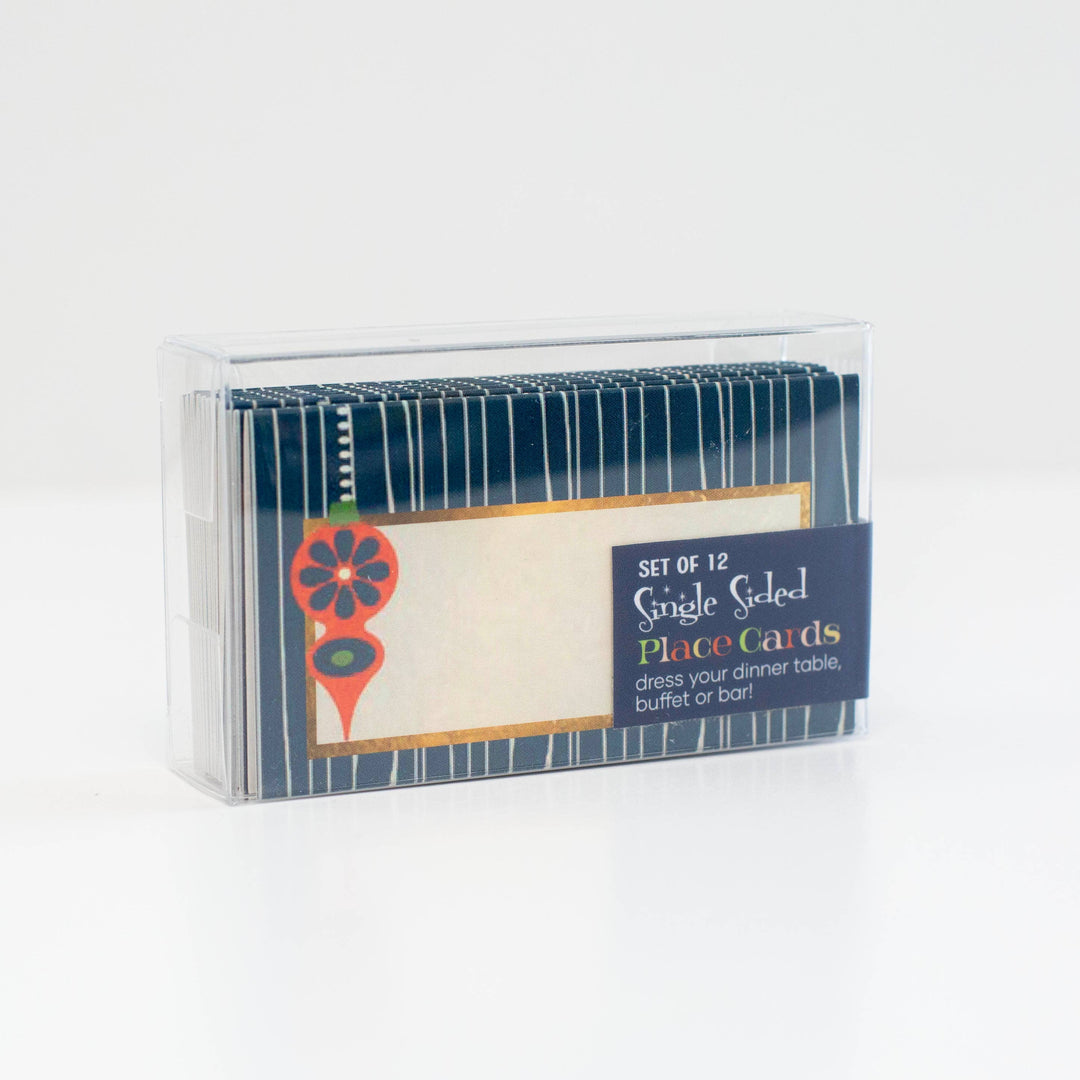 SET OF 12
Single Sided
Place Cards
dress your dinner table,
buffet or bar!